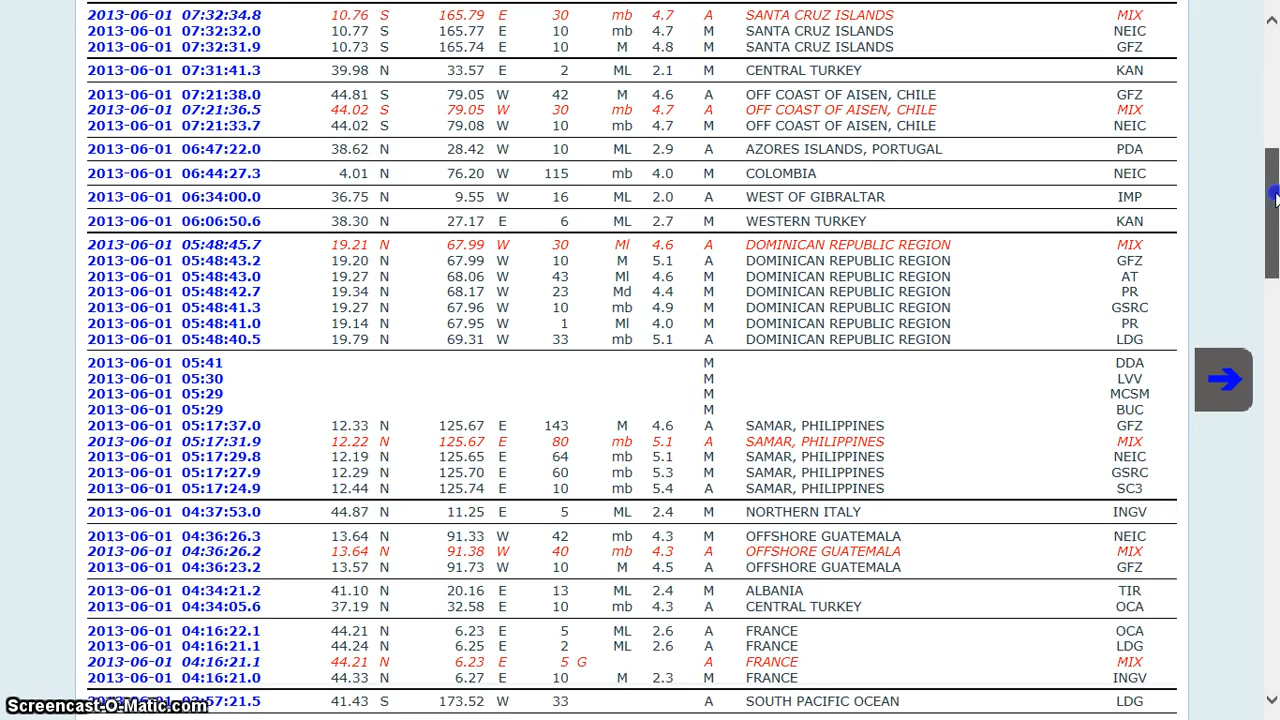 2013-06-01 07:32:34.8 10.76 S 165.79 E 30 mb 4.7 A SANTA CRUZ ISLANDS MIX
2013-06-01 07:32:32.0 10.77 S 165.77 E 10 mb 4.7 M SANTA CRUZ ISLANDS NEIC
2013-06-01 07:32:31.9 10.73 S 165.74 E 10 M 4.8 M SANTA CRUZ ISLANDS GFZ
2013-06-01 07:31:41.3 39.98 N 33.57 E 2 ML 2.1 M CENTRAL TURKEY KAN
2013-06-01 07:21:38.0 44.81 S 79.05 W 42 M 4.6 A OFF COAST OF AISEN, CHILE GFZ
2013-06-01 07:21:36.5 44.02 S 79.05 W 30 mb 4.7 A OFF COAST OF AISEN, CHILE MIX
2013-06-01 07:21:33.7 44.02 S 79.08 W 10 mb 4.7 M OFF COAST OF AISEN, CHILE NEIC
2013-06-01 06:47:22.0 38.62 N 28.42 W 10 ML 2.9 A AZORES ISLANDS, PORTUGAL PDA
2013-06-01 06:44:27.3 4.01 N 76.20 W 115 mb 4.0 M COLOMBIA NEIC
2013-06-01 06:34:00.0 36.75 N 9.55 W 16 ML 2.0 A WEST OF GIBRALTAR IMP
2013-06-01 06:06:50.6 38.30 N 27.17 E 6 ML 2.7 M WESTERN TURKEY KAN
2013-06-01 05:48:45.7 19.21 N 67.99 W 30 Ml 4.6 A DOMINICAN REPUBLIC REGION MIX
2013-06-01 05:48:43.2 19.20 N 67.99 W 10 M 5.1 A DOMINICAN REPUBLIC REGION GFZ
2013-06-01 05:48:43.0 19.27 N 68.06 W 43 Ml 4.6 M DOMINICAN REPUBLIC REGION AT
2013-06-01 05:48:42.7 19.34 N 68.17 W 23 Md 4.4 M DOMINICAN REPUBLIC REGION PR
2013-06-01 05:48:41.3 19.27 N 67.96 W 10 mb 4.9 M DOMINICAN REPUBLIC REGION GSRC
2013-06-01 05:48:41.0 19.14 N 67.95 W 1 Ml 4.0 M DOMINICAN REPUBLIC REGION PR
2013-06-01 05:48:40.5 19.79 N 69.31 W 33 mb 5.1 A DOMINICAN REPUBLIC REGION LDG
2013-06-01 05:41 M DDA
2013-06-01 05:30 M LVV
2013-06-01 05:29 M MCSM
2013-06-01 05:29 M BUC
2013-06-01 05:17:37.0 12.33 N 125.67 E 143 M 4.6 A SAMAR, PHILIPPINES GFZ
2013-06-01 05:17:31.9 12.22 N 125.67 E 80 mb 5.1 A SAMAR, PHILIPPINES MIX
2013-06-01 05:17:29.8 12.19 N 125.65 E 64 mb 5.1 M SAMAR, PHILIPPINES NEIC
2013-06-01 05:17:27.9 12.29 N 125.70 E 60 mb 5.3 M SAMAR, PHILIPPINES GSRC
2013-06-01 05:17:24.9 12.44 N 125.74 E 10 mb 5.4 A SAMAR, PHILIPPINES SC3
2013-06-01 04:37:53.0 44.87 N 11.25 E 5 ML 2.4 M NORTHERN ITALY INGV
2013-06-01 04:36:26.3 13.64 N 91.33 W 42 mb 4.3 M OFFSHORE GUATEMALA NEIC
2013-06-01 04:36:26.2 13.64 N 91.38 W 40 mb 4.3 A OFFSHORE GUATEMALA MIX
2013-06-01 04:36:23.2 13.57 N 91.73 W 10 M 4.5 A OFFSHORE GUATEMALA GFZ
2013-06-01 04:34:21.2 41.10 N 20.16 E 13 ML 2.4 M ALBANIA TIR
2013-06-01 04:34:05.6 37.19 N 32.58 E 10 mb 4.3 A CENTRAL TURKEY OCA
2013-06-01 04:16:22.1 44.21 N 6.23 E 5 ML 2.6 A FRANCE OCA
2013-06-01 04:16:21.1 44.24 N 6.25 E 2 ML 2.6 A FRANCE LDG
2013-06-01 04:16:21.1 44.21 N 6.23 E 5 G A FRANCE MIX
2013-06-01 04:16:21.0 44.33 N 6.27 E 10 M 2.3 M FRANCE INGV
:57:21.5 41.43 S 173.52 W 33 A SOUTH PACIFIC OCEAN LDG
Screencast-O-Matic.com